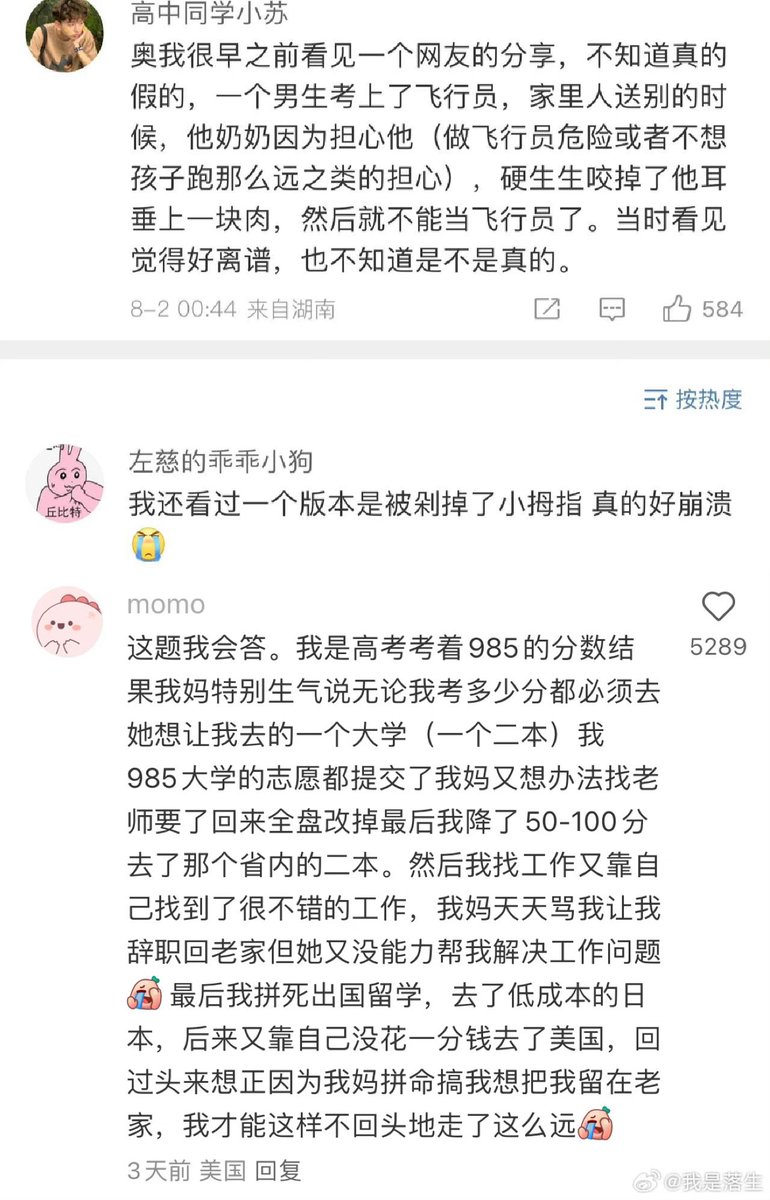 高中同学小苏
奥我很早之前看见一个网友的分享，不知道真的
假的，一个男生考上了飞行员，家里人送别的时
候，他奶奶因为担心他（做飞行员危险或者不想
孩子跑那么远之类的担心），硬生生咬掉了他耳
垂上一块肉，然后就不能当飞行员了。当时看见
觉得好离谱，也不知道是不是真的。
8-2 00:44 来自湖南
584
按热度
丘比特
左慈的乖乖小狗
我还看过一个版本是被剁掉了小拇指 真的好崩溃
😭
momo
5289
这题我会答。我是高考考着985的分数结
果我妈特别生气说无论我考多少分都必须去
她想让我去的一个大学（一个二本）我
985大学的志愿都提交了我妈又想办法找老
师要了回来全盘改掉最后我降了50-100分
去了那个省内的二本。然后我找工作又靠自
己找到了很不错的工作，我妈天天骂我让我
辞职回老家但她又没能力帮我解决工作问题
最后我拼死出国留学，去了低成本的日
本，后来又靠自己没花一分钱去了美国，回
过头来想正因为我妈拼命搞我想把我留在老
家，我才能这样不回头地走了这么远
3天前 美国 回复
@我是落生